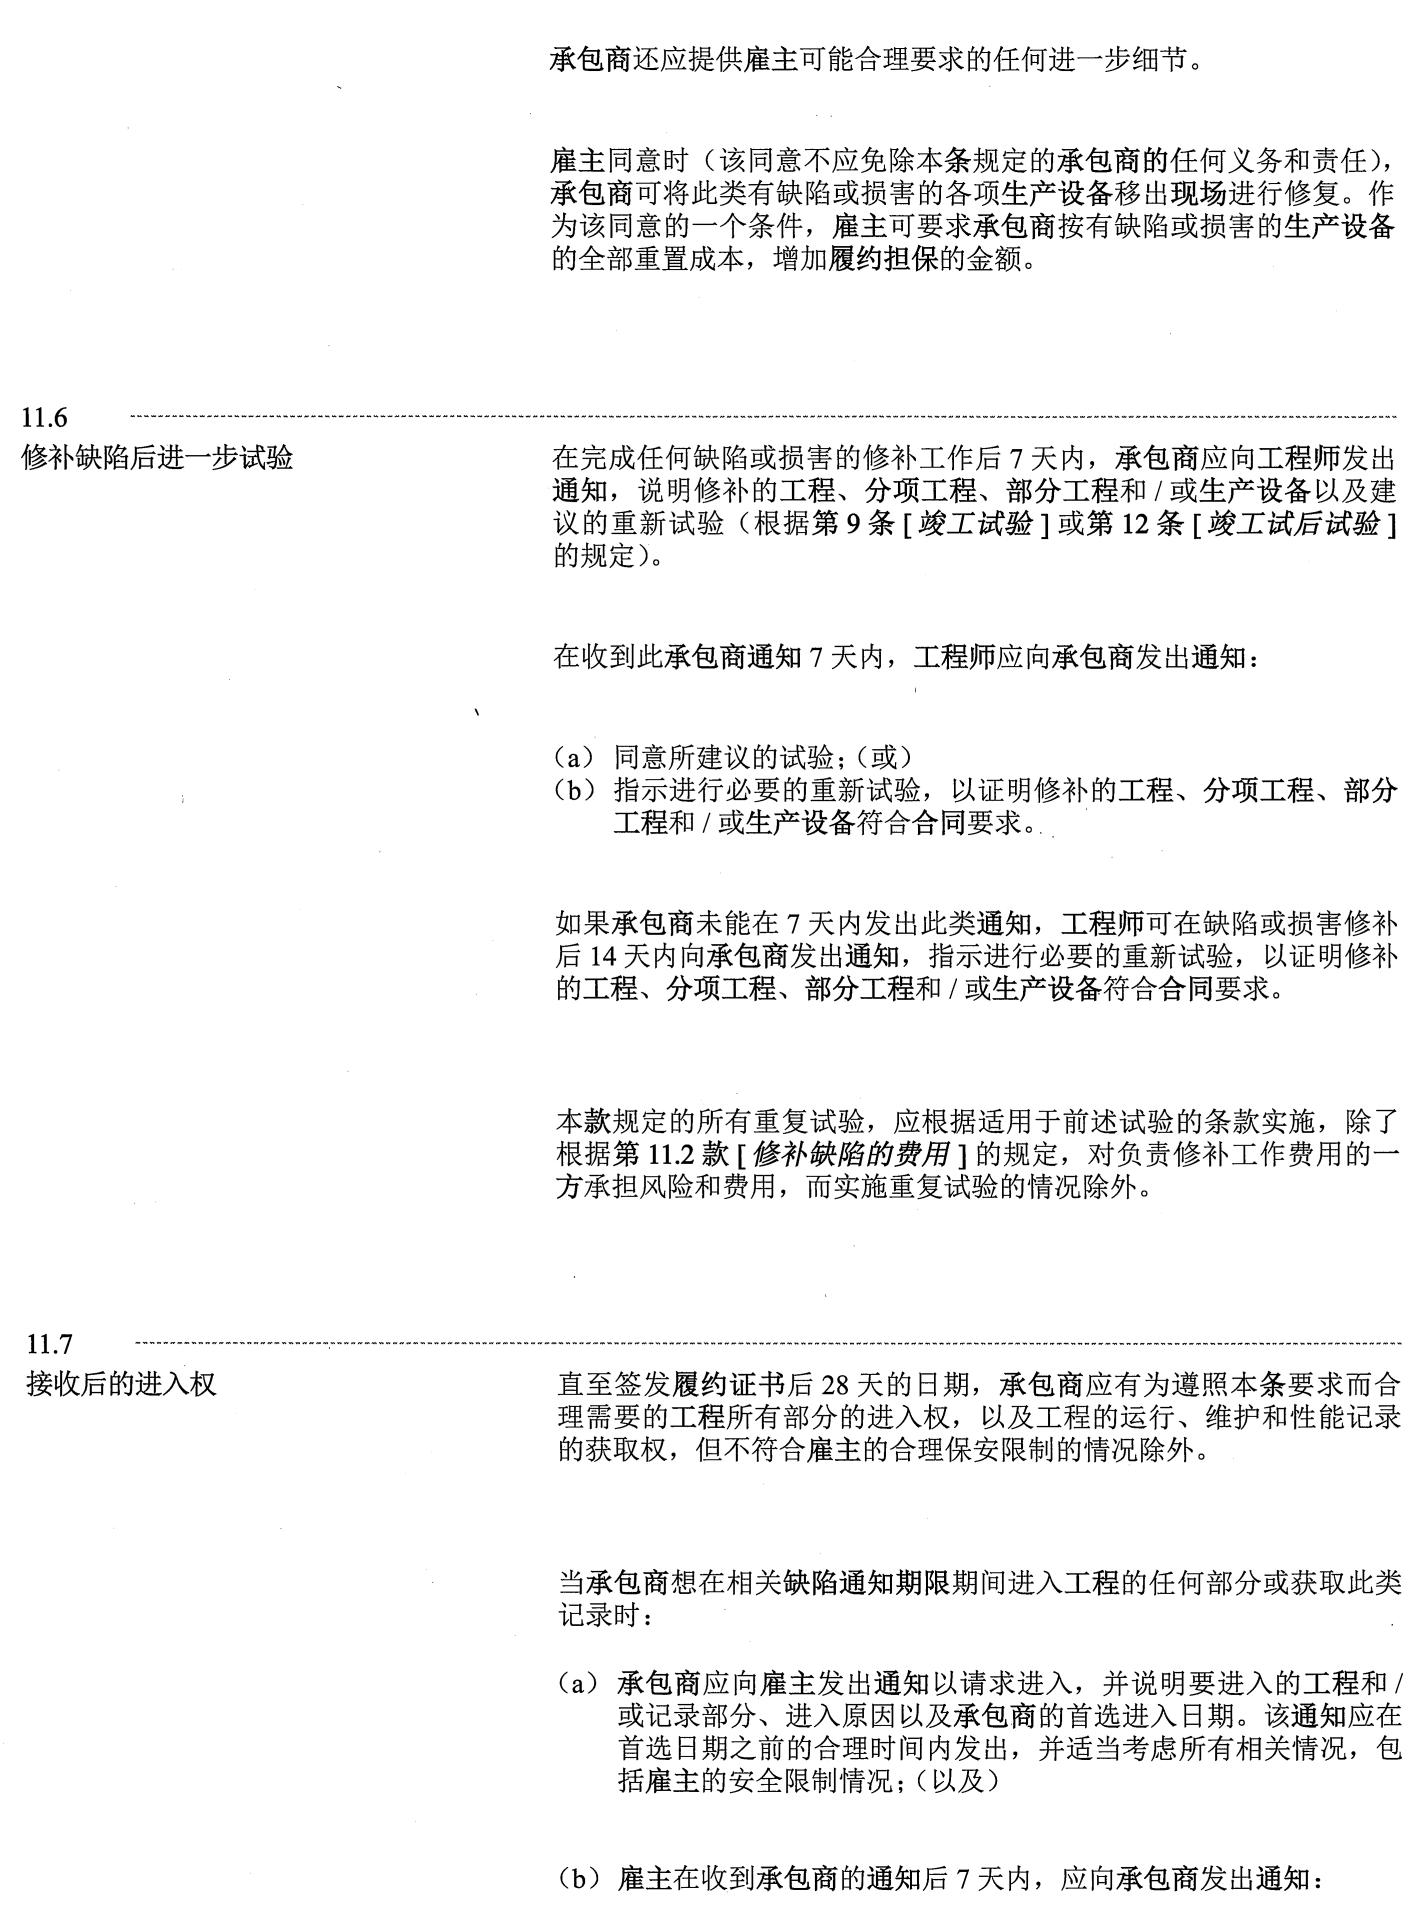 承包商还应提供雇主可能合理要求的任何进一步细节。
雇主同意时（该同意不应免除本条规定的承包商的任何义务和责任），
承包商可将此类有缺陷或损害的各项生产设备移出现场进行修复。作
为该同意的一个条件，雇主可要求承包商按有缺陷或损害的生产设备
的全部重置成本，增加履约担保的金额。
11.6
修补缺陷后进一步试验
在完成任何缺陷或损害的修补工作后 7 天内，承包商应向工程师发出
通知，说明修补的工程、分项工程、部分工程和 / 或生产设备以及建
议的重新试验（根据第 9 条 [ 竣工试验 ] 或第 12 条 [ 竣工试后试验 ]
的规定）。
在收到此承包商通知 7 天内，工程师应向承包商发出通知：
（a） 同意所建议的试验；（或）
（b） 指示进行必要的重新试验，以证明修补的工程、分项工程、部分
工程和 / 或生产设备符合合同要求。
如果承包商未能在 7 天内发出此类通知，工程师可在缺陷或损害修补
后 14 天内向承包商发出通知，指示进行必要的重新试验，以证明修补
的工程、分项工程、部分工程和 / 或生产设备符合合同要求。
本款规定的所有重复试验，应根据适用于前述试验的条款实施，除了
根据第 11.2 款 [ 修补缺陷的费用 ] 的规定，对负责修补工作费用的一
方承担风险和费用，而实施重复试验的情况除外。
11.7
接收后的进入权
直至签发履约证书后 28 天的日期，承包商应有为遵照本条要求而合
理需要的工程所有部分的进入权，以及工程的运行、维护和性能记录
的获取权，但不符合雇主的合理保安限制的情况除外。
当承包商想在相关缺陷通知期限期间进入工程的任何部分或获取此类
记录时：
（a） 承包商应向雇主发出通知以请求进入，并说明要进入的工程和 /
或记录部分、进入原因以及承包商的首选进入日期。该通知应在
首选日期之前的合理时间内发出，并适当考虑所有相关情况，包
括雇主的安全限制情况；（以及）
（b） 雇主在收到承包商的通知后 7 天内，应向承包商发出通知：